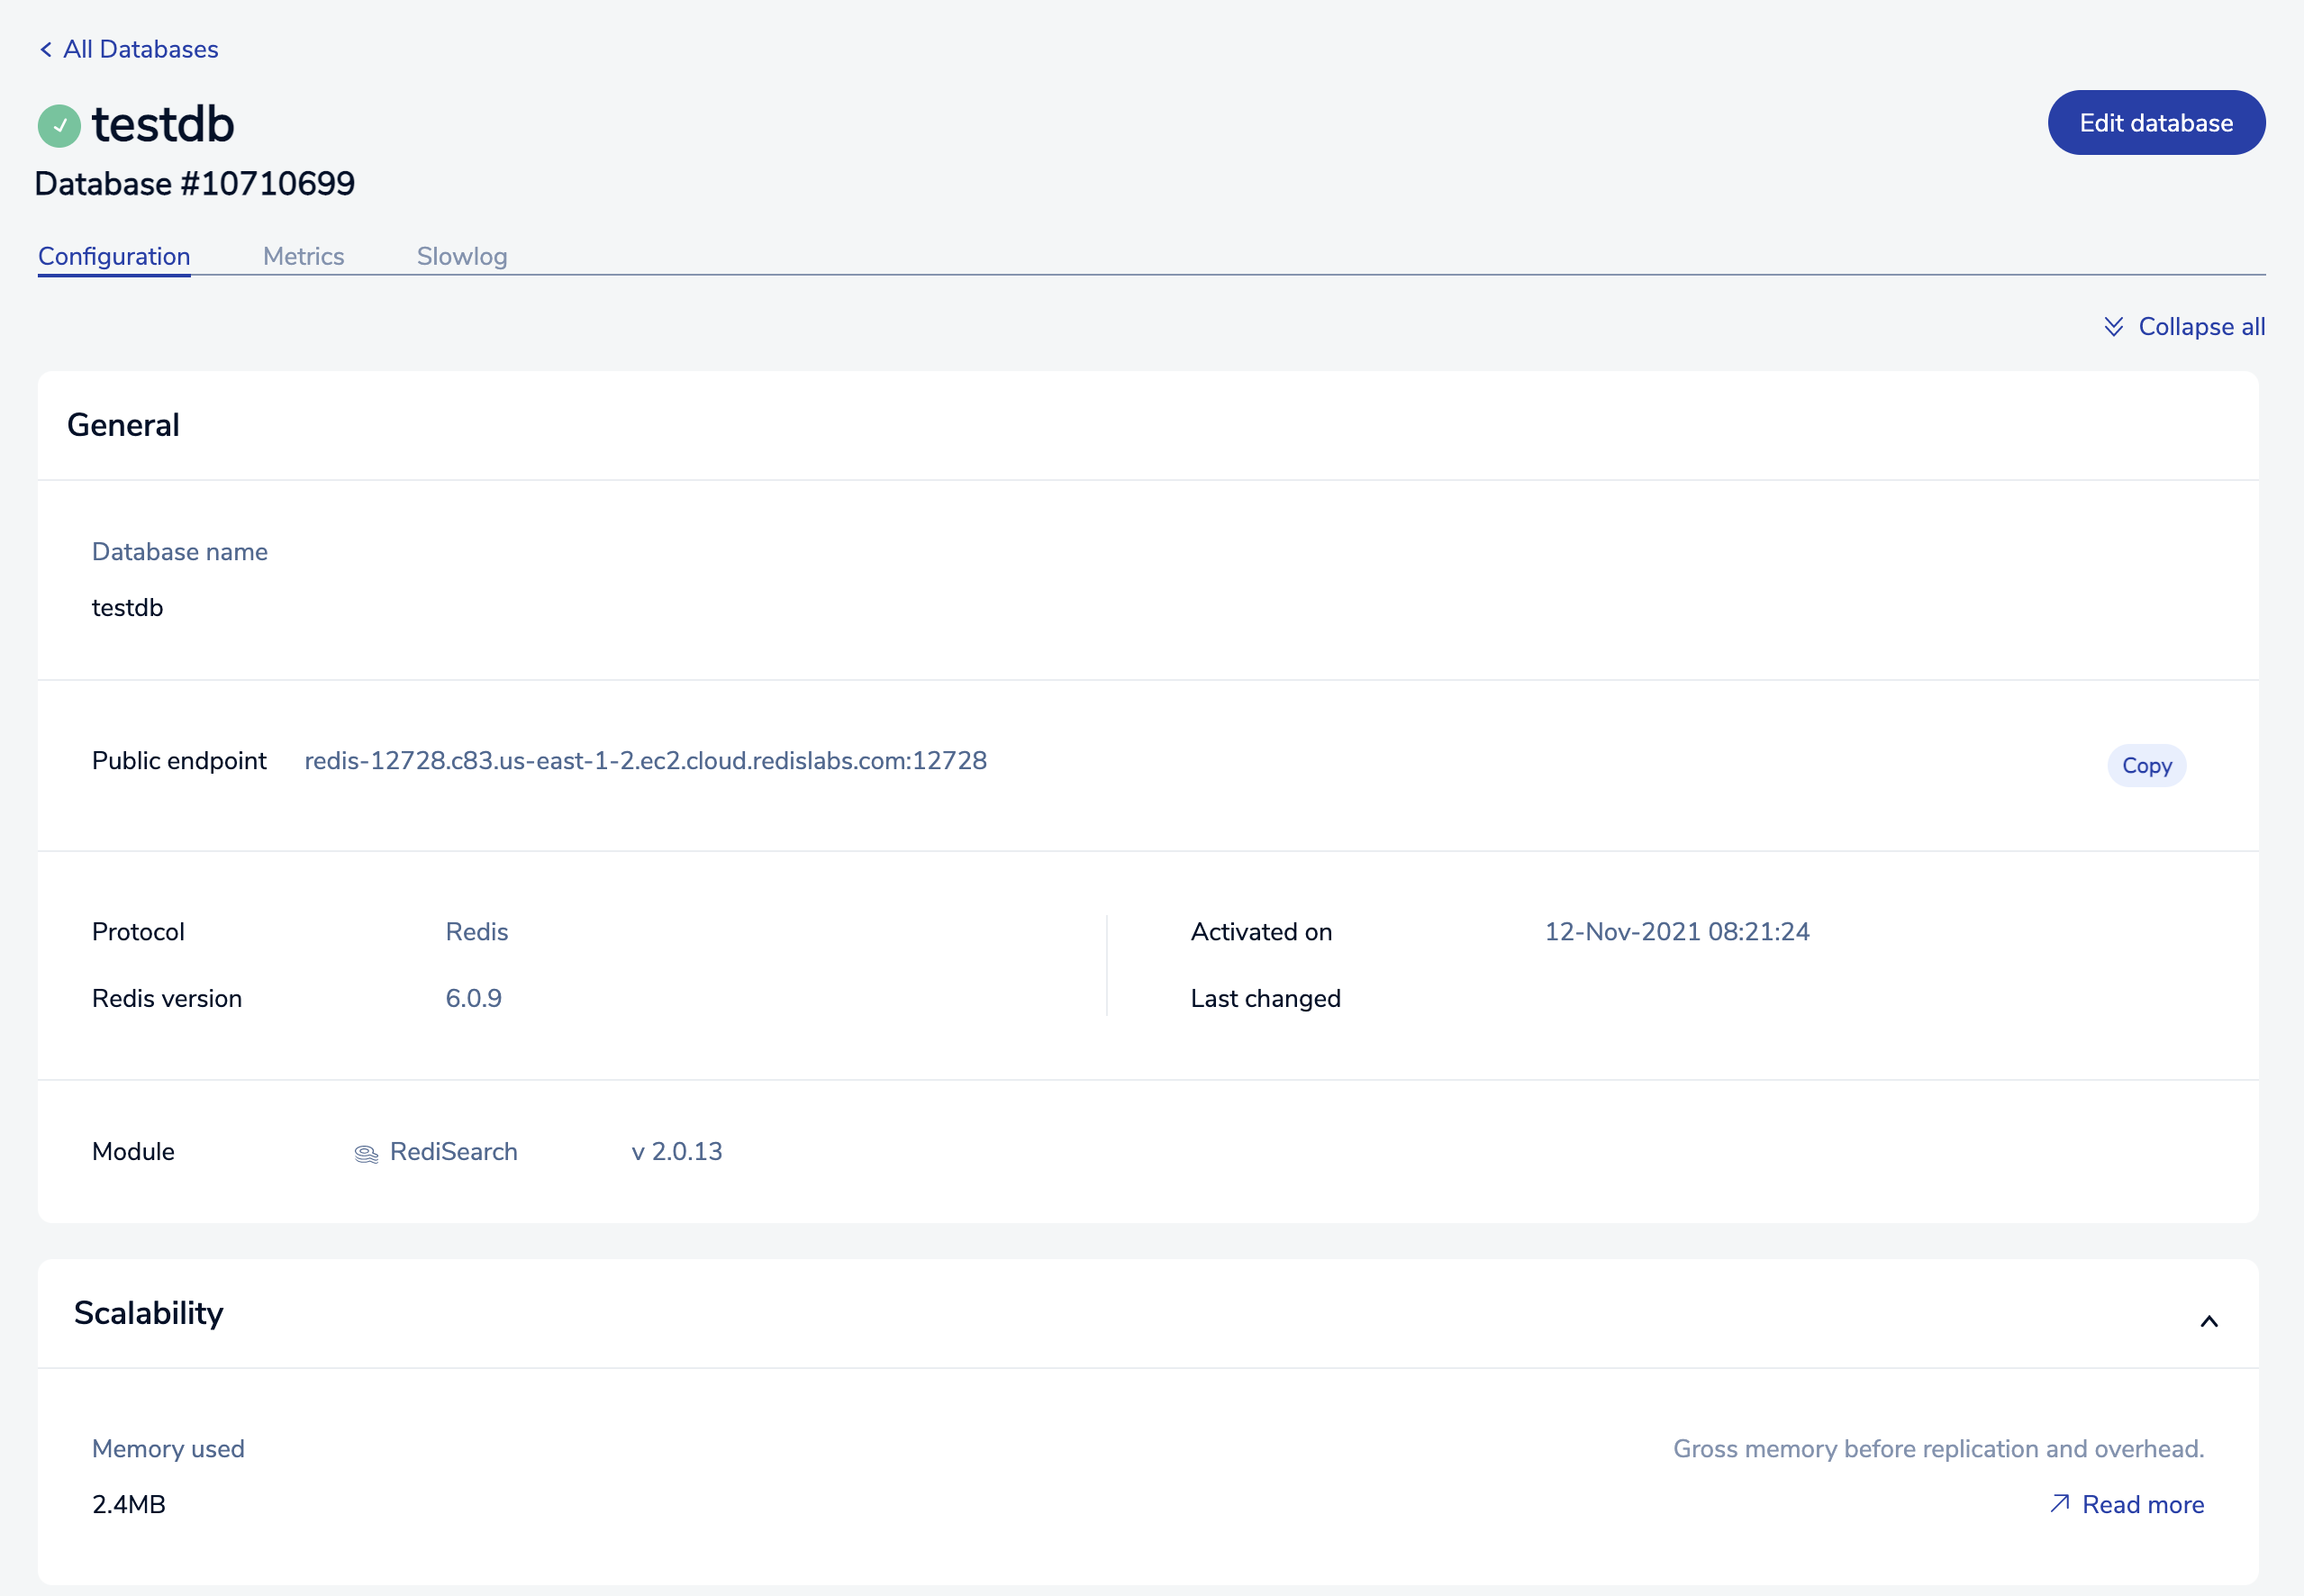 All Databases
testdb
Edit database
Database #10710699
Configuration Metrics Slowlog
Collapse all
General
Database name
testdb
Public endpoint redis-12728.c83.us-east-1-2.ec2.cloud.redislabs.com:12728 Copy
Protocol Redis Activated on 12-Nov-2021 08:21:24
Redis version 6.0.9 Last changed
Module RediSearch v 2.0.13
Scalability
Memory used Gross memory before replication and overhead.
2.4MB Read more